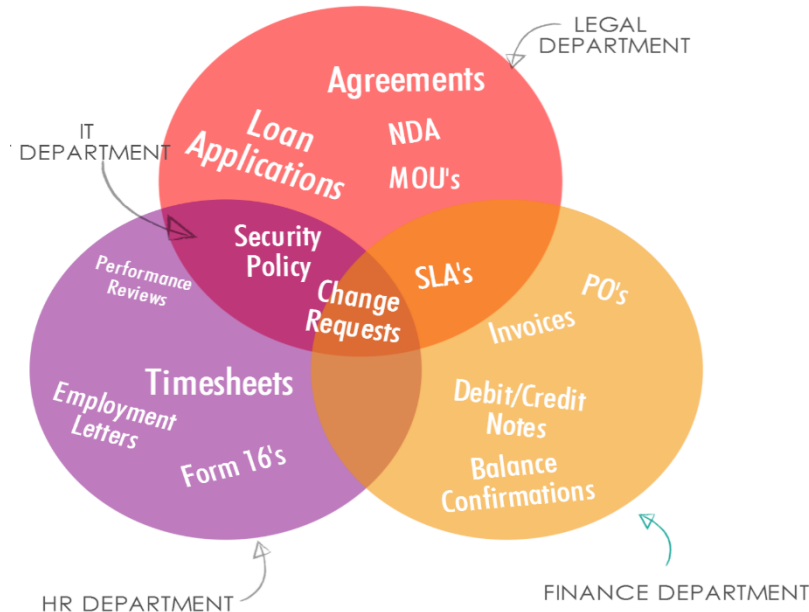 LEGAL
DEPARTMENT
Agreements
Loan
Applications
NDA
MOU's
IT
DEPARTMENT
Security
Policy
Performance
Reviews
Change
Requests
SLA's
PO's
Invoices
Timesheets
Employment
Letters
Form 16's
Debit/Credit
Notes
Balance
Confirmations
HR DEPARTMENT
FINANCE DEPARTMENT